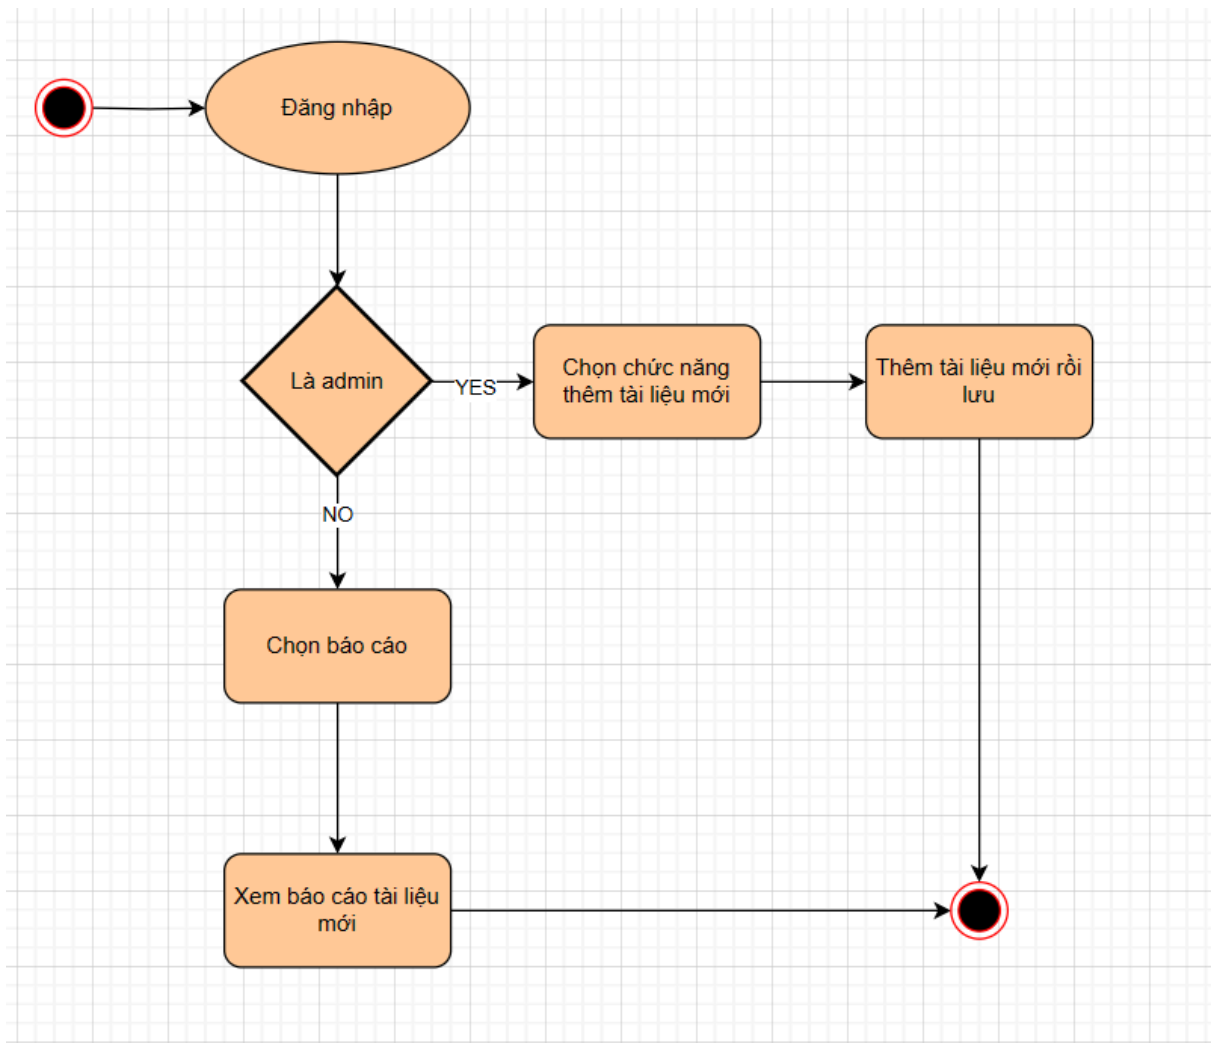 Đăng nhập
Là admin
YES
Chọn chức năng
thêm tài liệu mới
Thêm tài liệu mới rồi
lưu
NO
Chọn báo cáo
Xem báo cáo tài liệu
mới